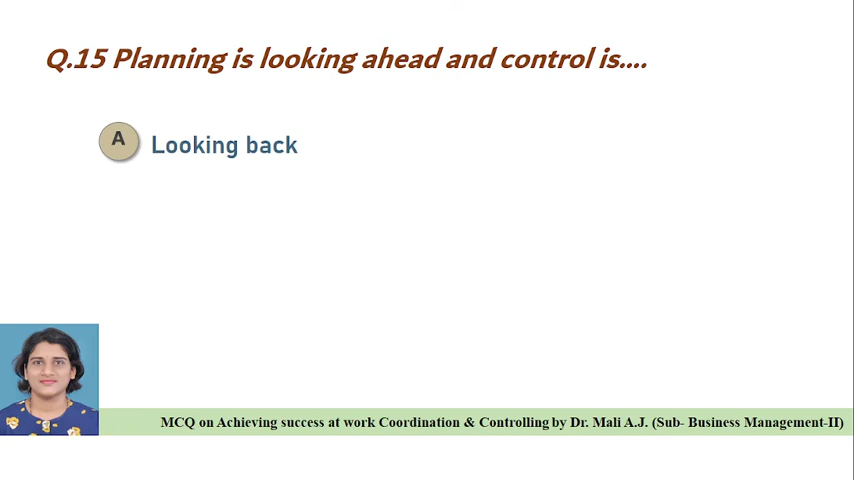 Q.15 Planning is looking ahead and control is....
A Looking back
MCQ on Achieving success at work Coordination & Controlling by Dr. Mali A.J. (Sub- Business Management-II)